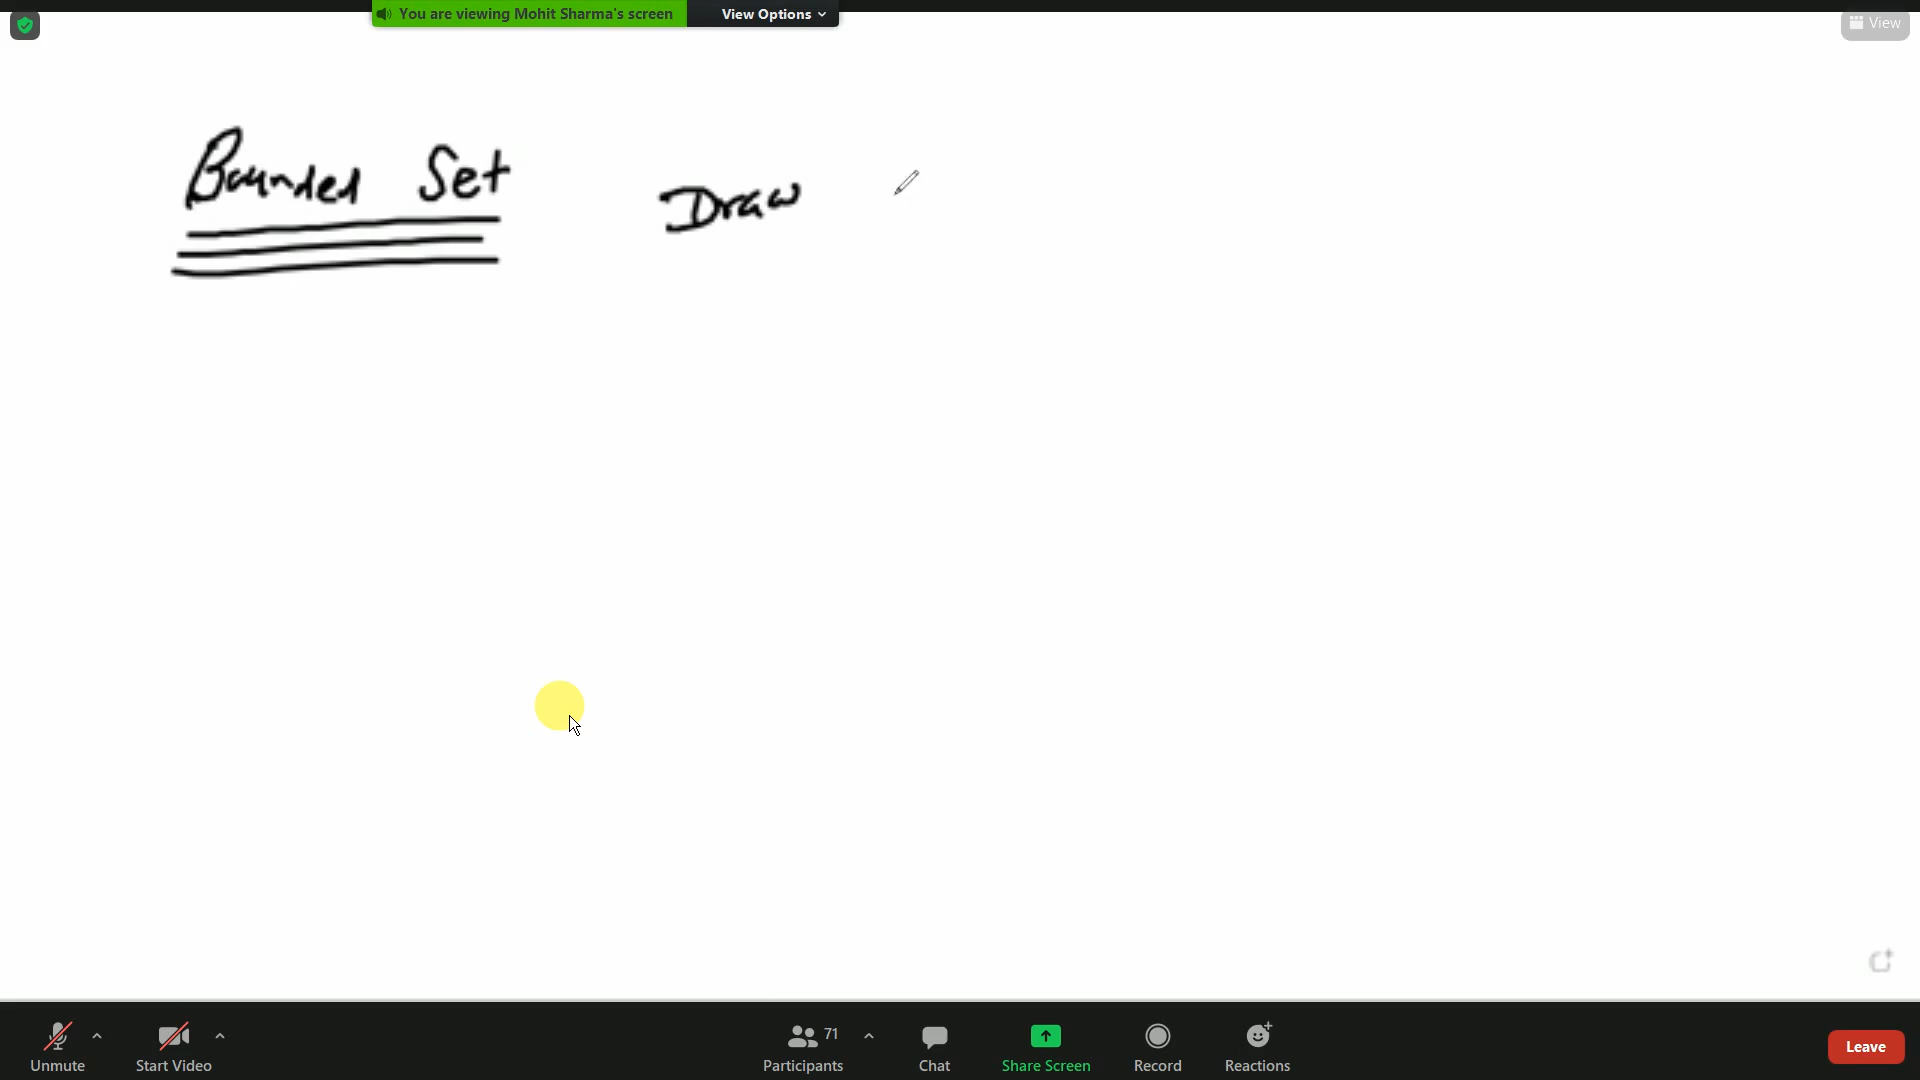 You are viewing Mohit Sharma's screen View Options
View
Bounded Set Draw
71
Unmute Start Video Participants Chat Share Screen Record Reactions Leave